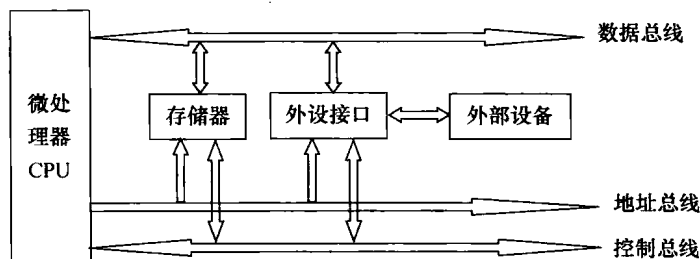 数据总线
微处
理器
CPU
存储器
外设接口
外部设备
地址总线
控制总线